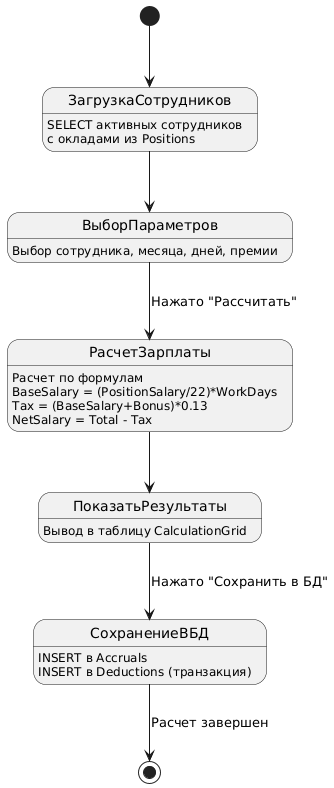 ЗагрузкаСотрудников
SELECT активных сотрудников
с окладами из Positions
ВыборПараметров
Выбор сотрудника, месяца, дней, премии
Нажато "Рассчитать"
РасчетЗарплаты
Расчет по формулам
BaseSalary = (PositionSalary/22)*WorkDays
Tax = (BaseSalary+Bonus)*0.13
NetSalary = Total - Tax
ПоказатьРезультаты
Вывод в таблицу CalculationGrid
Нажато "Сохранить в БД"
СохранениеВБД
INSERT в Accruals
INSERT в Deductions (транзакция)
Расчет завершен